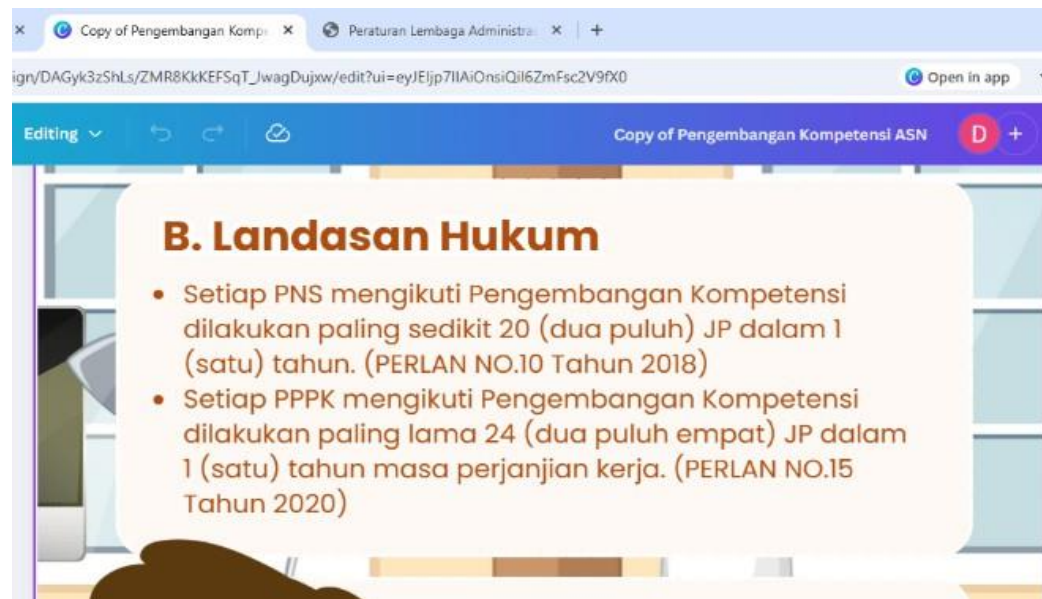 Copy of Pengembangan Komp
Peraturan Lembaga Administra
ign/DAGyk3zShLs/ZMR8KkKEFSqT_JwagDujxw/edit?ui=eyJEljp7IlAiOnsiQiI6ZmFsc2V9fX0
Open in app
Editing
Copy of Pengembangan Kompetensi ASN
D
+
B. Landasan Hukum
• Setiap PNS mengikuti Pengembangan Kompetensi
dilakukan paling sedikit 20 (dua puluh) JP dalam 1
(satu) tahun. (PERLAN NO.10 Tahun 2018)
• Setiap PPPK mengikuti Pengembangan Kompetensi
dilakukan paling lama 24 (dua puluh empat) JP dalam
1 (satu) tahun masa perjanjian kerja. (PERLAN NO.15
Tahun 2020)